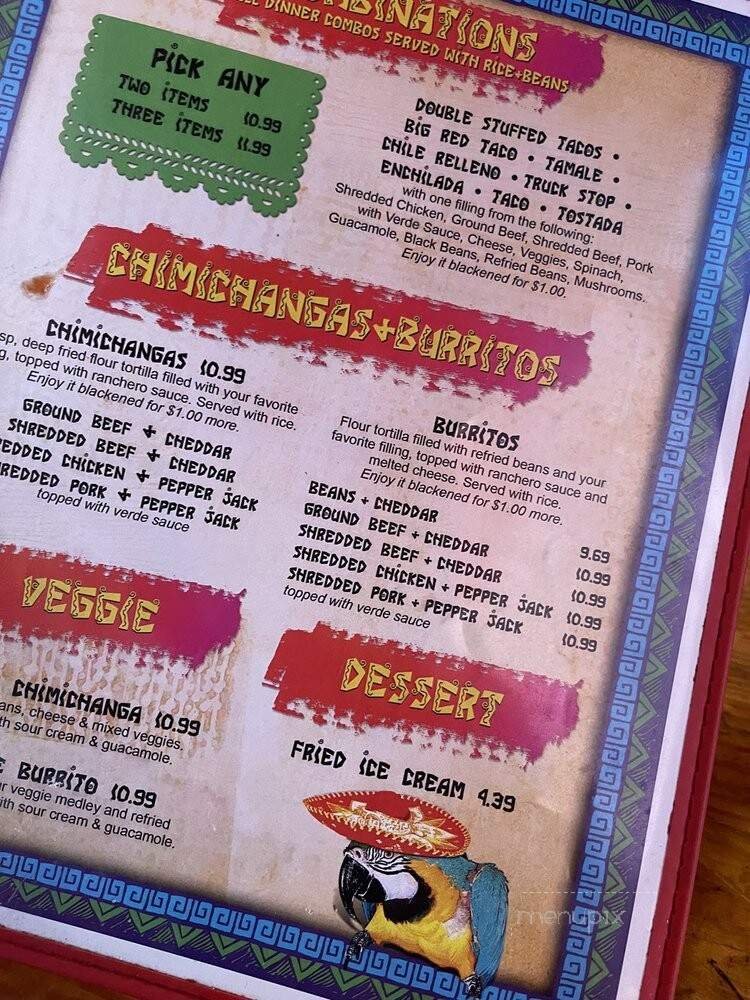 COMBINATIONS
DINNER COMBOS SERVED WITH RICE+BEANS
PICK ANY
TWO ITEMS 10.99
THREE ITEMS 11.99
DOUBLE STUFFED TACOS •
BIG RED TACO • TAMALE •
CHILE RELLENO • TRUCK STOP •
ENCHILADA • TACO • TOSTADA
with one filling from the following:
Shredded Chicken, Ground Beef, Shredded Beef, Pork
with Verde Sauce, Cheese, Veggies, Spinach,
Guacamole, Black Beans, Refried Beans, Mushrooms.
Enjoy it blackened for $1.00.
CHIMICHANGAS+BURRITOS
CHIMICHANGAS 10.99
deep fried flour tortilla filled with your favorite
topped with ranchero sauce. Served with rice.
Enjoy it blackened for $1.00 more.
GROUND BEEF + CHEDDAR
SHREDDED BEEF + CHEDDAR
CHICKEN + PEPPER JACK
PORK + PEPPER JACK
topped with verde sauce
BURRITOS
Flour tortilla filled with refried beans and your
favorite filling, topped with ranchero sauce and
melted cheese. Served with rice.
Enjoy it blackened for $1.00 more.
BEANS + CHEDDAR 9.69
GROUND BEEF + CHEDDAR 10.99
SHREDDED BEEF + CHEDDAR 10.99
SHREDDED CHICKEN + PEPPER JACK 10.99
SHREDDED PORK + PEPPER JACK 10.99
topped with verde sauce
VEGGIE
CHIMICHANGA 10.99
cheese & mixed veggies,
sour cream & guacamole.
BURRITO 10.99
veggie medley and refried
with sour cream & guacamole.
DESSERT
FRIED ICE CREAM 4.39
menupix